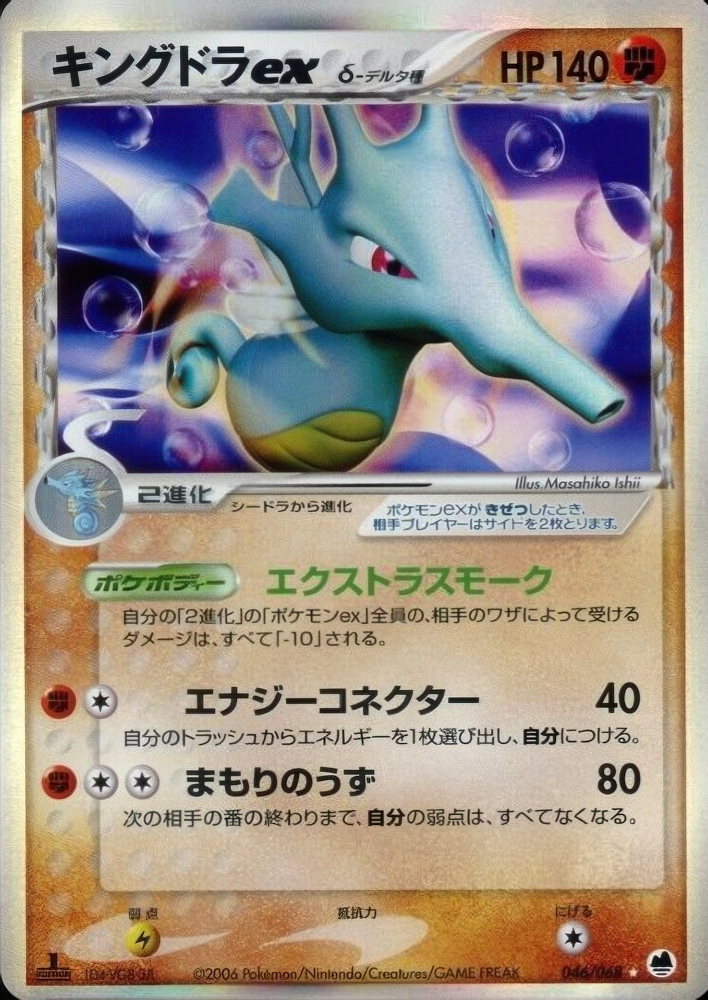 キングドラex δ-デルタ種 HP140
Illus. Masahiko Ishii
2進化
シードラから進化
ポケモンexが きぜつしたとき、
相手プレイヤーはサイドを2枚とります。
ポケボディー エクストラスモーク
自分の「2進化」の「ポケモンex」全員の、相手のワザによって受ける
ダメージは、すべて「-10」される。
エナジーコネクター 40
自分のトラッシュからエネルギーを1枚選び出し、自分につける。
まもりのうず 80
次の相手の番の終わりまで、自分の弱点は、すべてなくなる。
弱点 抵抗力 にげる
1 EDITION
©2006 Pokémon/Nintendo/Creatures/GAME FREAK
046/068 ★